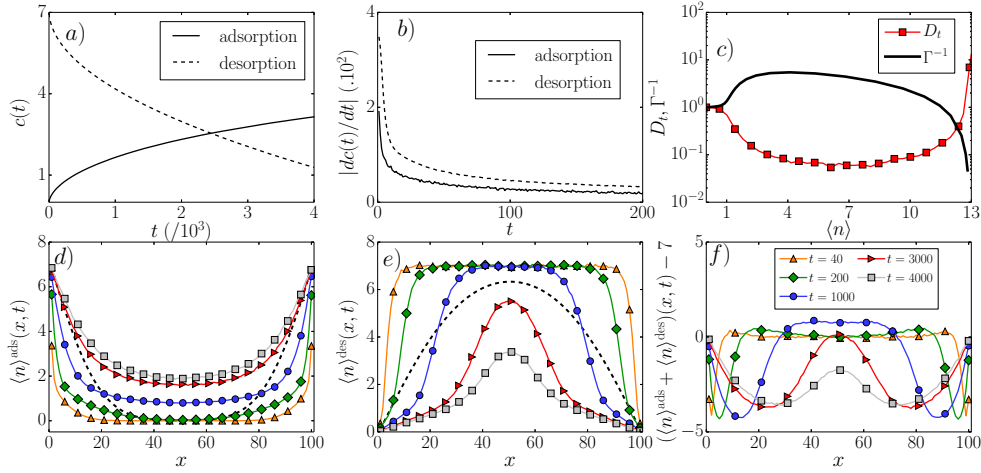 7
4
1
0 1 2 3 4
t (/10³)
c(t)
a)
adsorption
desorption
4
2
0
0 100 200
t
|dc(t)/dt| (.10²)
b)
adsorption
desorption
10¹
10⁰
10⁻¹
10⁻²
1 4 7 10 13
⟨n⟩
D_t, Γ⁻¹
c)
D_t
Γ⁻¹
8
6
4
2
0
0 20 40 60 80 100
x
⟨n⟩^ads(x, t)
d)
8
6
4
2
0
0 20 40 60 80 100
x
⟨n⟩^des(x, t)
e)
5
0
−5
0 20 40 60 80 100
x
(⟨n⟩^ads + ⟨n⟩^des)(x, t) − 7
f)
t = 40
t = 200
t = 1000
t = 3000
t = 4000